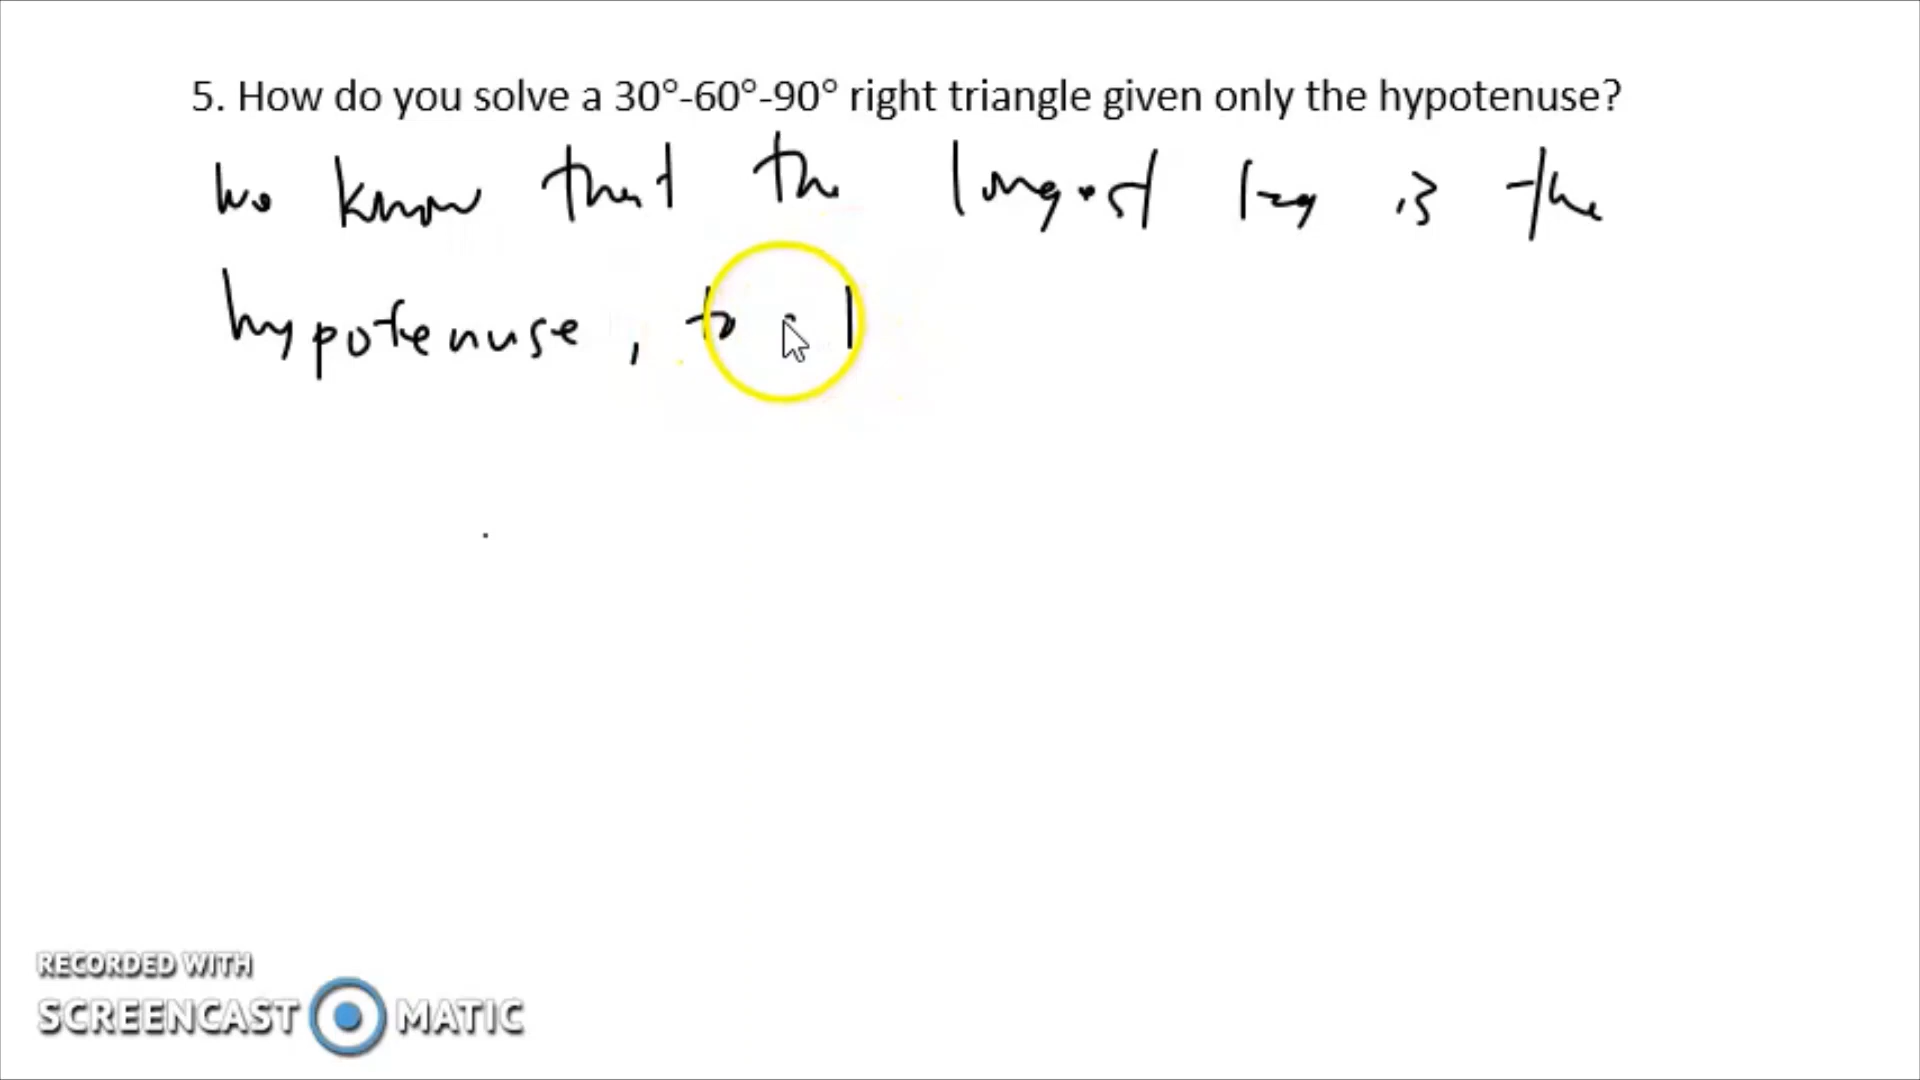 5. How do you solve a 30°-60°-90° right triangle given only the hypotenuse?
we know that the longest leg is the
hypotenuse, to
RECORDED WITH
SCREENCAST MATIC